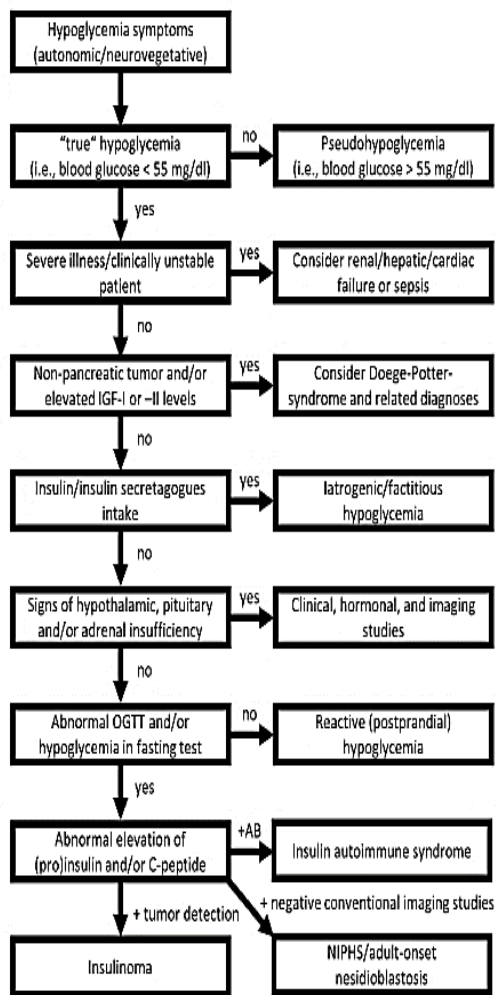 Hypoglycemia symptoms
(autonomic/neurovegetative)
"true" hypoglycemia
(i.e., blood glucose < 55 mg/dl)
no
Pseudohypoglycemia
(i.e., blood glucose > 55 mg/dl)
yes
Severe illness/clinically unstable
patient
yes
Consider renal/hepatic/cardiac
failure or sepsis
no
Non-pancreatic tumor and/or
elevated IGF-I or –II levels
yes
Consider Doege-Potter-
syndrome and related diagnoses
no
Insulin/insulin secretagogues
intake
yes
Iatrogenic/factitious
hypoglycemia
no
Signs of hypothalamic, pituitary
and/or adrenal insufficiency
yes
Clinical, hormonal, and imaging
studies
no
Abnormal OGTT and/or
hypoglycemia in fasting test
no
Reactive (postprandial)
hypoglycemia
yes
Abnormal elevation of
(pro)insulin and/or C-peptide
+AB
Insulin autoimmune syndrome
+ tumor detection
+ negative conventional imaging studies
Insulinoma
NIPHS/adult-onset
nesidioblastosis